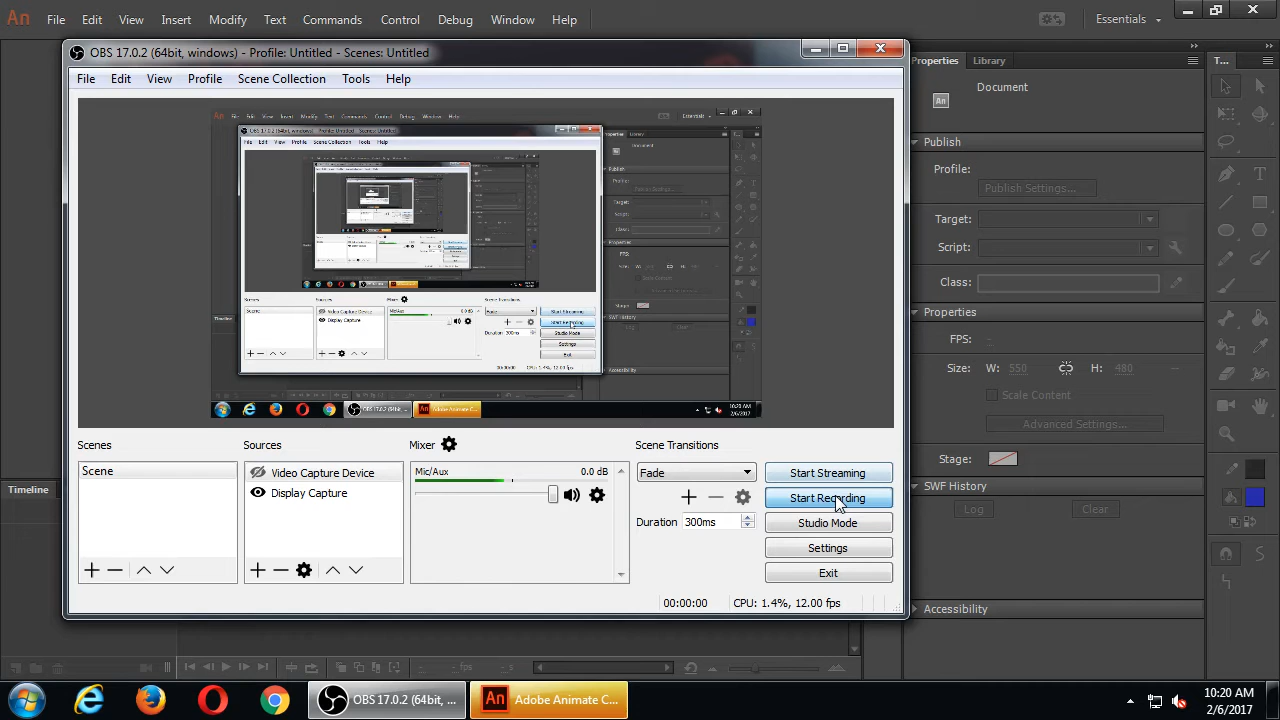 An File Edit View Insert Modify Text Commands Control Debug Window Help Essentials
OBS 17.0.2 (64bit, windows) - Profile: Untitled - Scenes: Untitled
File Edit View Profile Scene Collection Tools Help
Scenes
Scene
Sources
Video Capture Device
Display Capture
Mixer
Mic/Aux 0.0 dB
Scene Transitions
Fade
Duration 300ms
Start Streaming
Start Recording
Studio Mode
Settings
Exit
00:00:00 CPU: 1.4%, 12.00 fps
Properties Library T...
An Document
Publish
Profile: Publish Settings...
Target:
Script:
Class:
Properties
FPS: -
Size: W: 550 H: 480
Scale Content
Advanced Settings...
Stage:
SWF History
Log Clear
Accessibility
Timeline
fps s
OBS 17.0.2 (64bit, ...
An Adobe Animate C...
10:20 AM
2/6/2017